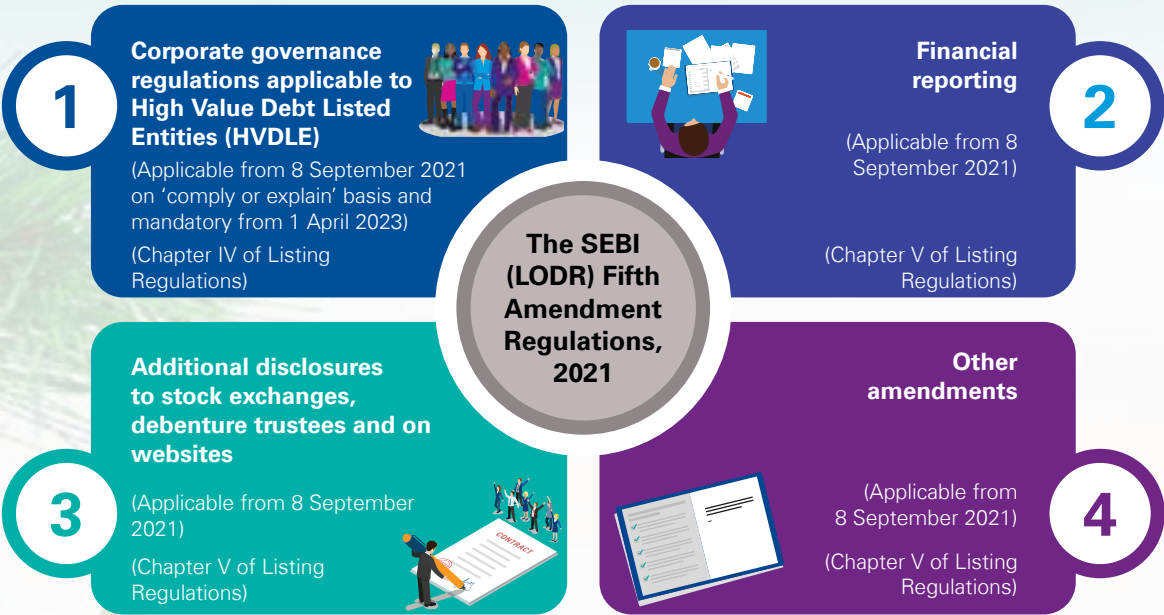 1
Corporate governance
regulations applicable to
High Value Debt Listed
Entities (HVDLE)
(Applicable from 8 September 2021
on ‘comply or explain’ basis and
mandatory from 1 April 2023)
(Chapter IV of Listing
Regulations)
Financial
reporting
2
(Applicable from 8
September 2021)
(Chapter V of Listing
Regulations)
The SEBI
(LODR) Fifth
Amendment
Regulations,
2021
Additional disclosures
to stock exchanges,
debenture trustees and on
websites
3
(Applicable from 8 September
2021)
(Chapter V of Listing
Regulations)
CONTRACT
Other
amendments
(Applicable from
8 September 2021)
4
(Chapter V of Listing
Regulations)